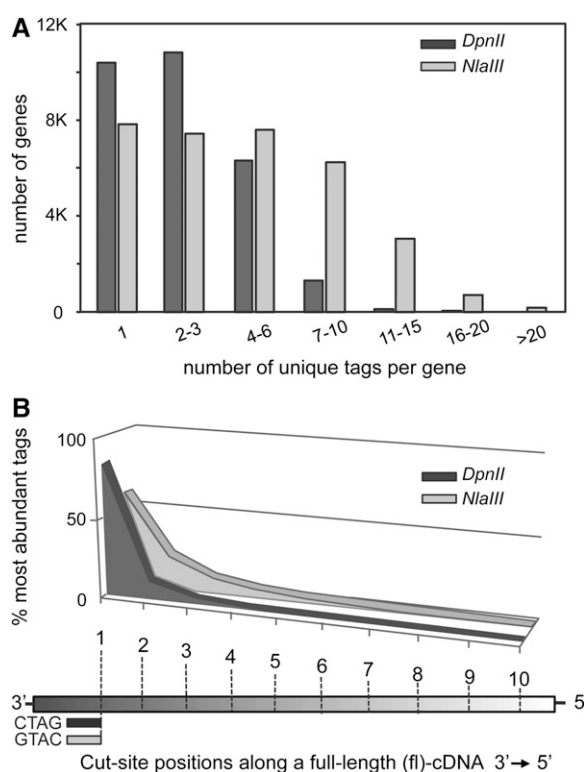 A
12K
8K
4K
0
number of genes
DpnII
NlaIII
1 2-3 4-6 7-10 11-15 16-20 >20
number of unique tags per gene
B
100
50
0
% most abundant tags
DpnII
NlaIII
1 2 3 4 5 6 7 8 9 10
3' 5
CTAG
GTAC
Cut-site positions along a full-length (fl)-cDNA 3'→ 5'